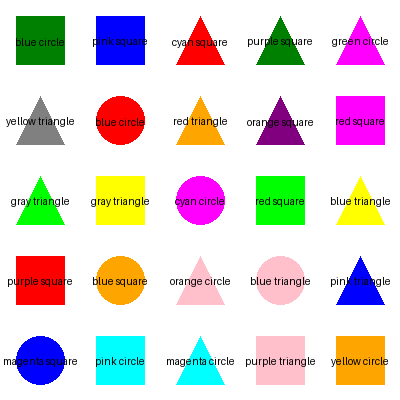 blue circle pink square cyan square purple square green circle
yellow triangle blue circle red triangle orange square red square
gray triangle gray triangle cyan circle red square blue triangle
purple square blue square orange circle blue triangle pink triangle
magenta square pink circle magenta circle purple triangle yellow circle